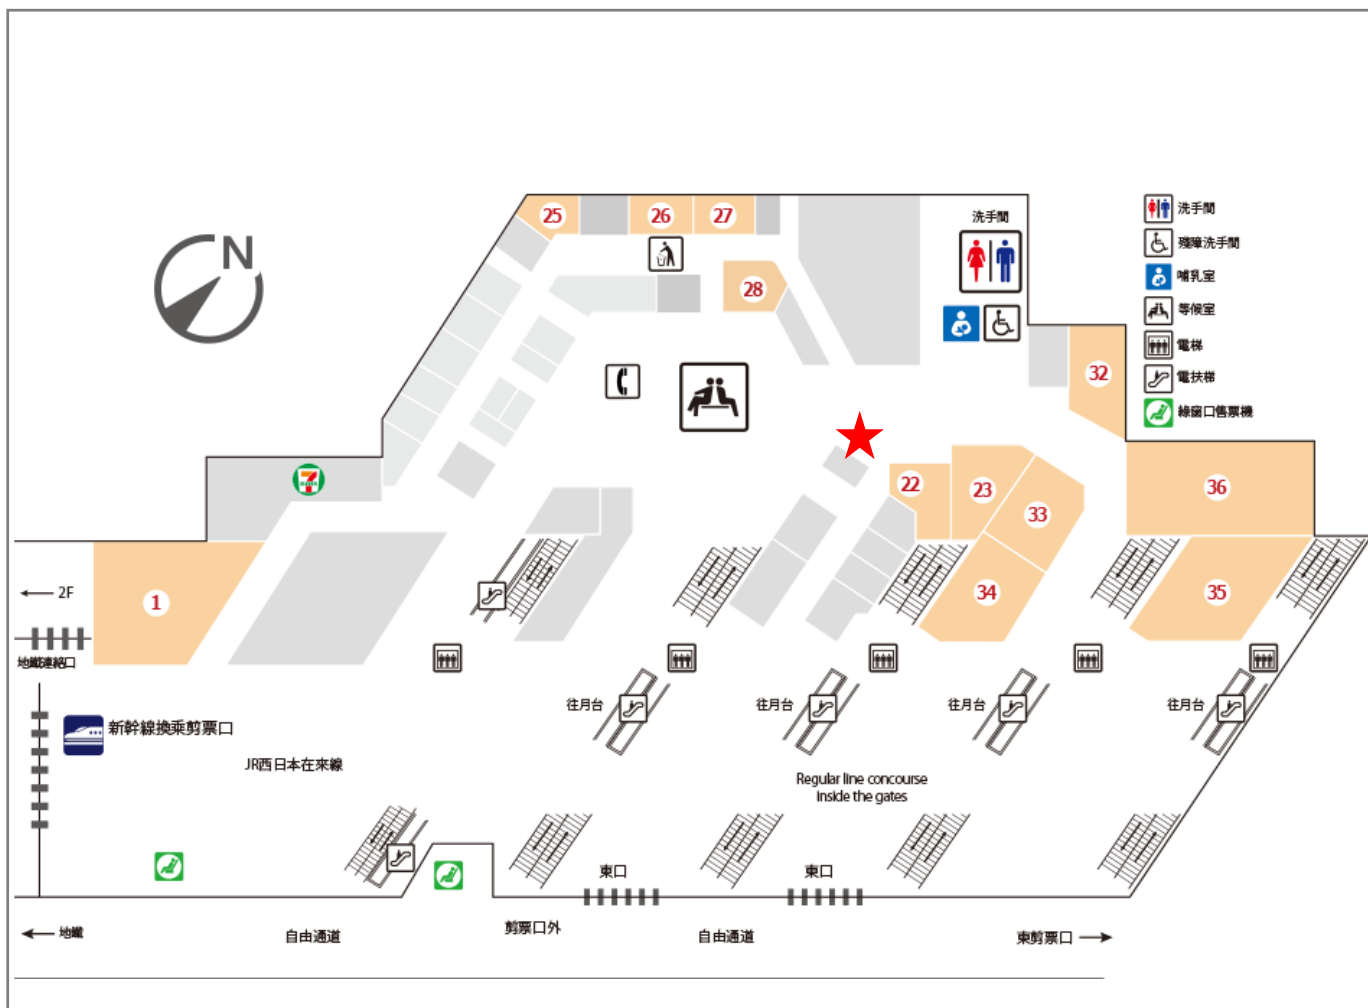 N
25
26
27
洗手間
洗手間
殘障洗手間
哺乳室
等候室
電梯
電扶梯
綠窗口售票機
28
32
7
22
23
33
36
1
34
35
2F
地鐵連絡口
新幹線換乘剪票口
往月台
往月台
往月台
往月台
JR西日本在來線
Regular line concourse
inside the gates
東口
東口
地鐵
自由通道
剪票口外
自由通道
東剪票口